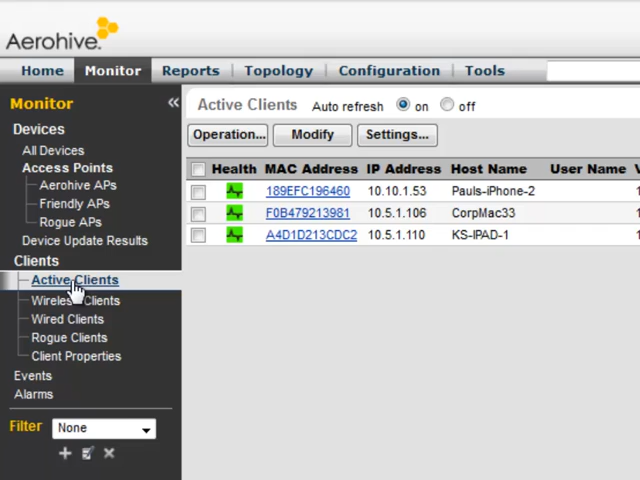 Aerohive.
Home Monitor Reports Topology Configuration Tools
Monitor
Devices
All Devices
Access Points
Aerohive APs
Friendly APs
Rogue APs
Device Update Results
Clients
Active Clients
Wireless Clients
Wired Clients
Rogue Clients
Client Properties
Events
Alarms
Filter None
Active Clients Auto refresh on off
Operation... Modify Settings...
Health MAC Address IP Address Host Name User Name
189EFC196460 10.10.1.53 Pauls-iPhone-2
F0B479213981 10.5.1.106 CorpMac33
A4D1D213CDC2 10.5.1.110 KS-IPAD-1